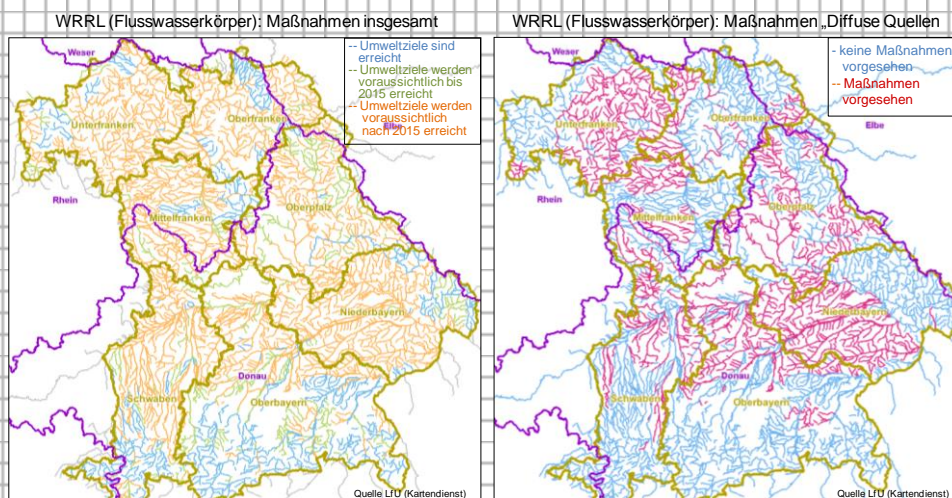 WRRL (Flusswasserkörper): Maßnahmen insgesamt
-- Umweltziele sind
erreicht
-- Umweltziele werden
voraussichtlich bis
2015 erreicht
-- Umweltziele werden
voraussichtlich
nach 2015 erreicht
Weser
Unterfranken
Oberfranken
Elbe
Rhein
Mittelfranken
Oberpfalz
Niederbayern
Donau
Schwaben
Oberbayern
Quelle LfU (Kartendienst)
WRRL (Flusswasserkörper): Maßnahmen „Diffuse Quellen
- keine Maßnahmen
vorgesehen
-- Maßnahmen
vorgesehen
Weser
Unterfranken
Oberfranken
Elbe
Rhein
Mittelfranken
Oberpfalz
Niederbayern
Donau
Schwaben
Oberbayern
Quelle LfU (Kartendienst)